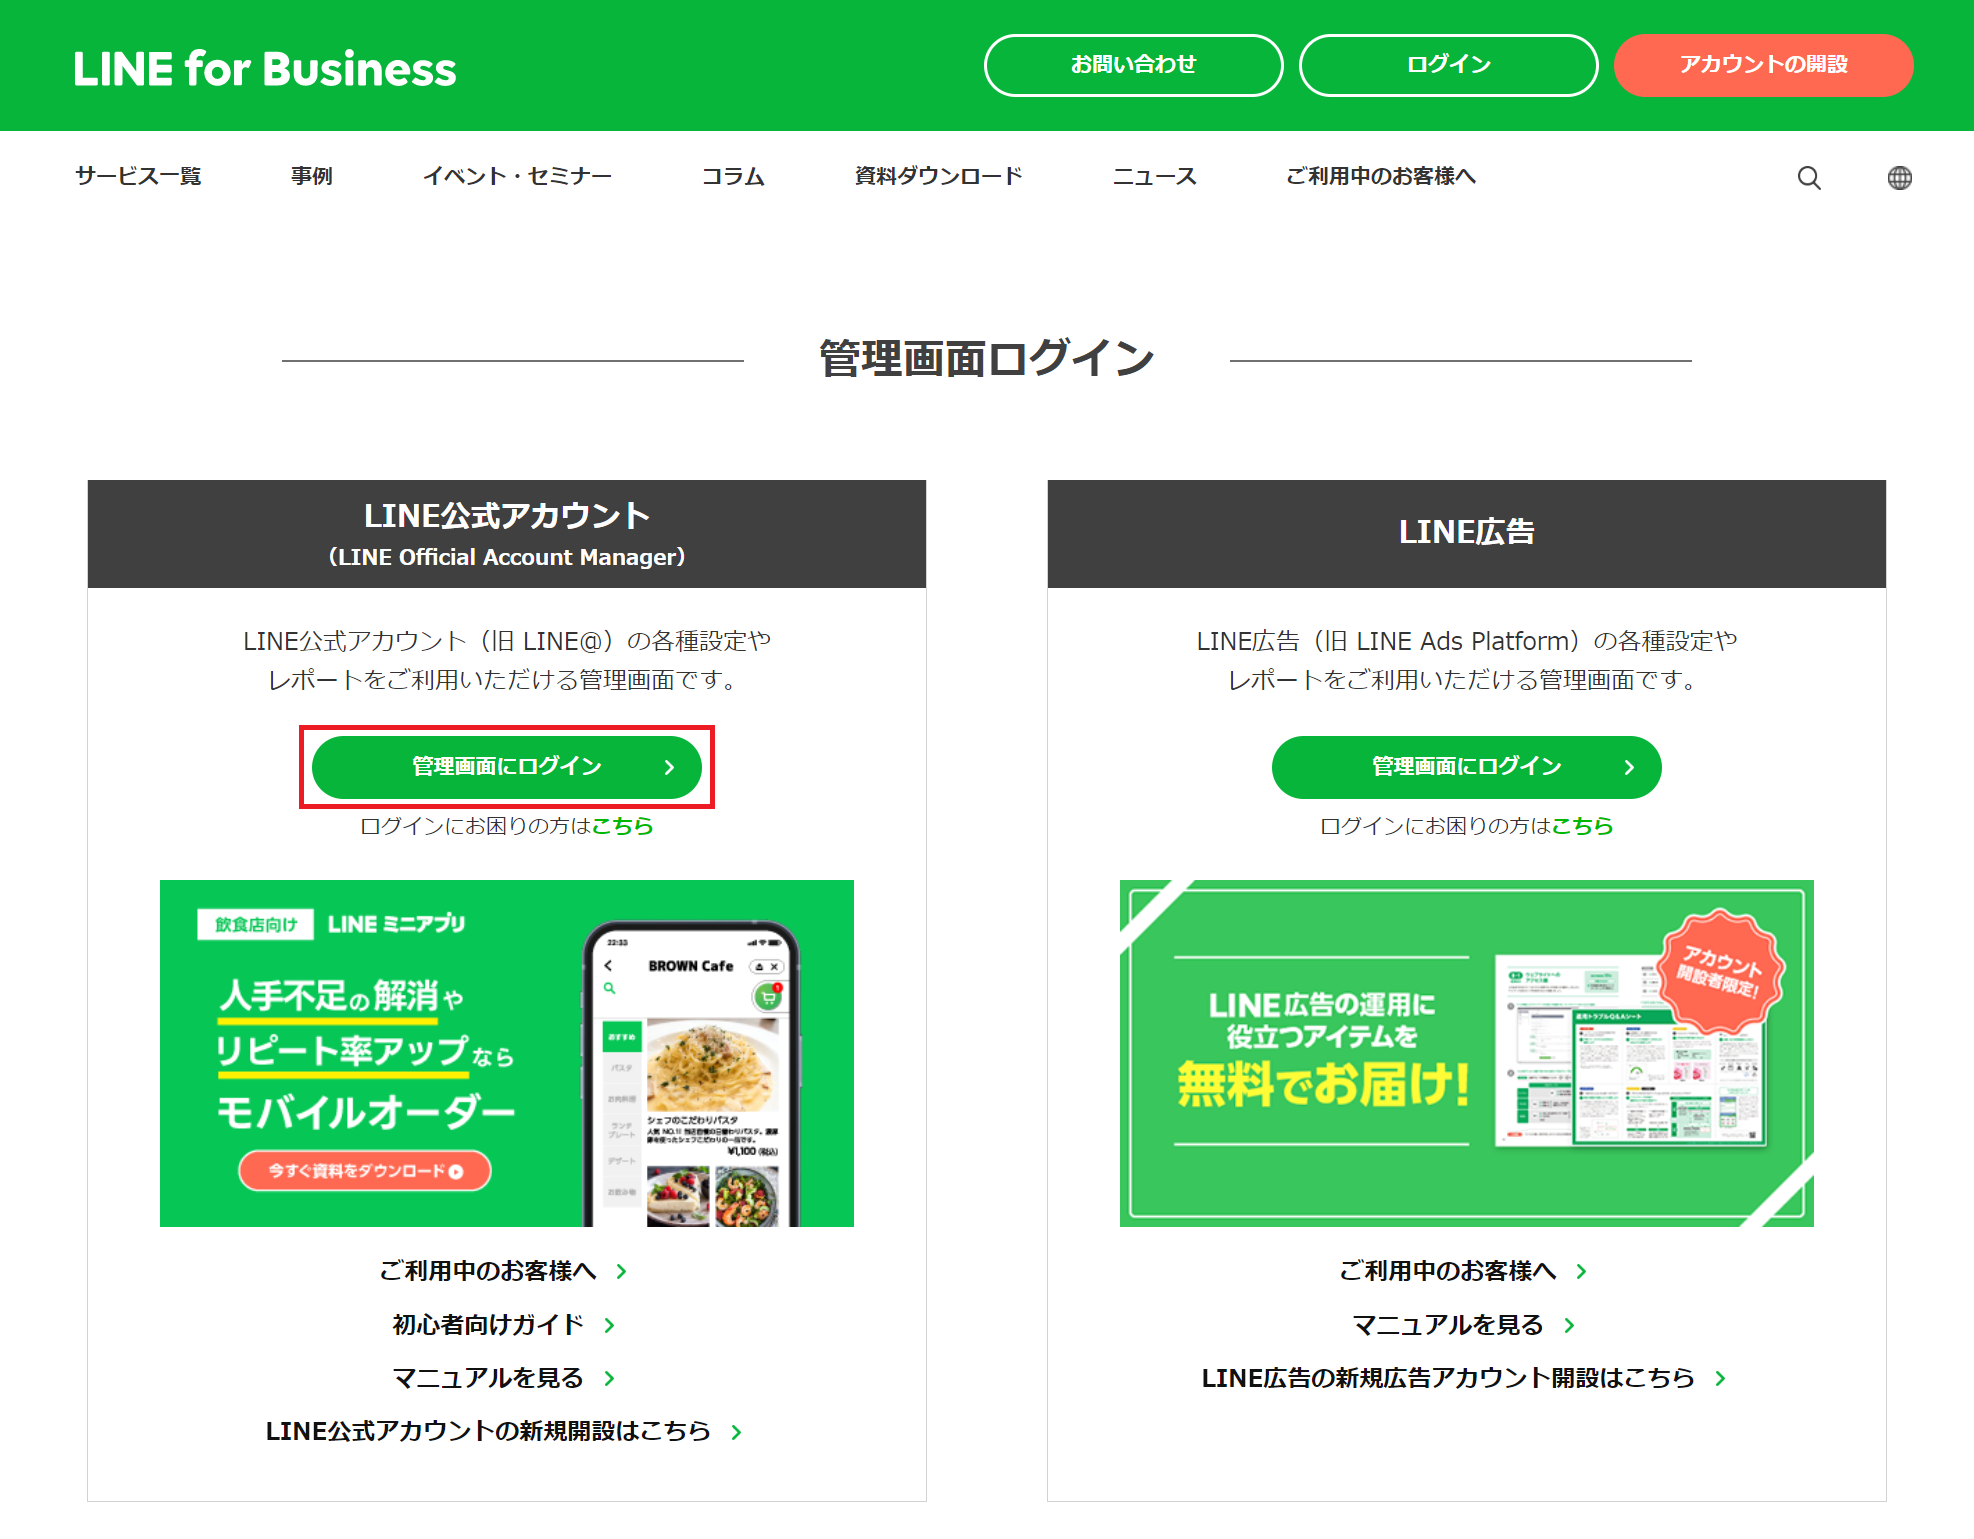 LINE for Business
お問い合わせ
ログイン
アカウントの開設
サービス一覧
事例
イベント・セミナー
コラム
資料ダウンロード
ニュース
ご利用中のお客様へ
管理画面ログイン
LINE公式アカウント
（LINE Official Account Manager）
LINE公式アカウント（旧 LINE@）の各種設定や
レポートをご利用いただける管理画面です。
管理画面にログイン
ログインにお困りの方はこちら
飲食店向け LINE ミニアプリ
人手不足の解消や
リピート率アップなら
モバイルオーダー
今すぐ資料をダウンロード
22:33
BROWN Cafe
1
おすすめ
パスタ
お肉料理
ランチ
プレート
デザート
お飲み物
シェフのこだわりパスタ
¥1,100 (税込)
ご利用中のお客様へ
初心者向けガイド
マニュアルを見る
LINE公式アカウントの新規開設はこちら
LINE広告
LINE広告（旧 LINE Ads Platform）の各種設定や
レポートをご利用いただける管理画面です。
管理画面にログイン
ログインにお困りの方はこちら
LINE広告の運用に
役立つアイテムを
無料でお届け!
アカウント
開設者限定!
運用トラブルQ&Aシート
ご利用中のお客様へ
マニュアルを見る
LINE広告の新規広告アカウント開設はこちら